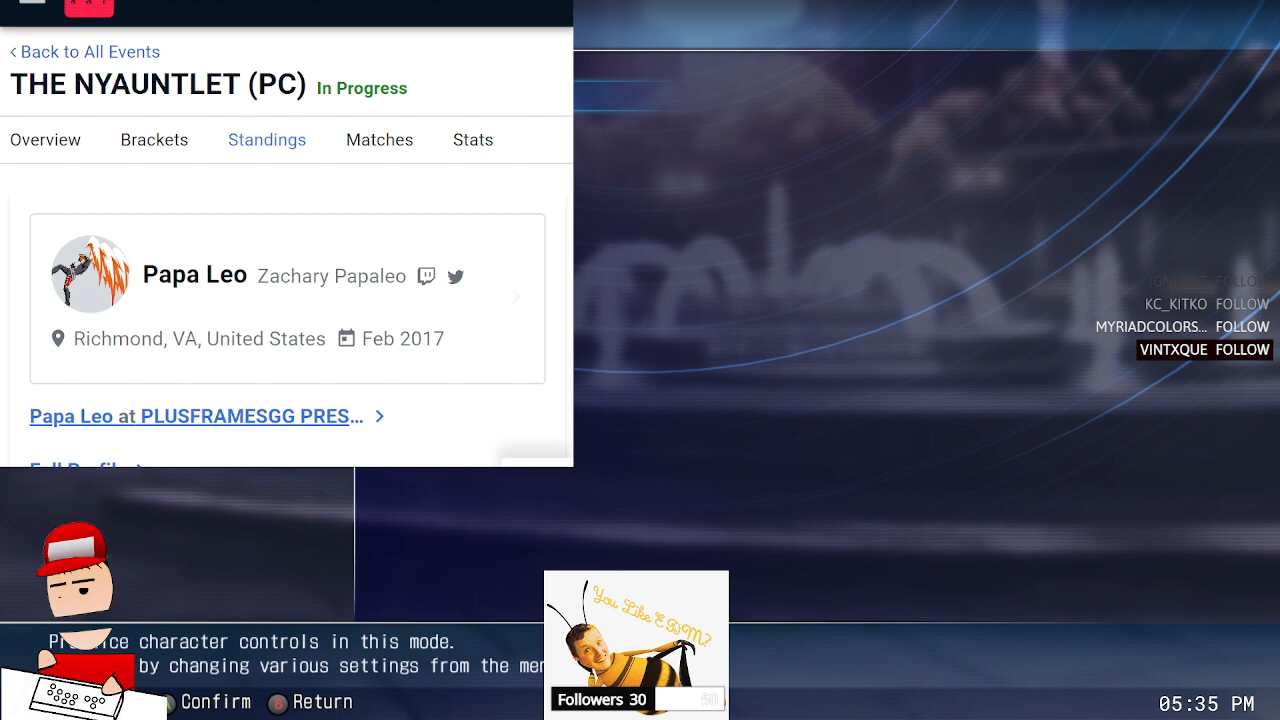 Back to All Events
THE NYAUNTLET (PC) In Progress
Overview Brackets Standings Matches Stats
Papa Leo Zachary Papaleo
Richmond, VA, United States Feb 2017
Papa Leo at PLUSFRAMESGG PRES...
KC_KITKO FOLLOW
MYRIADCOLORS... FOLLOW
VINTXQUE FOLLOW
character controls in this mode.
by changing various settings from the
Confirm B Return
You Like EDM?
Followers 30 50
05:35 PM